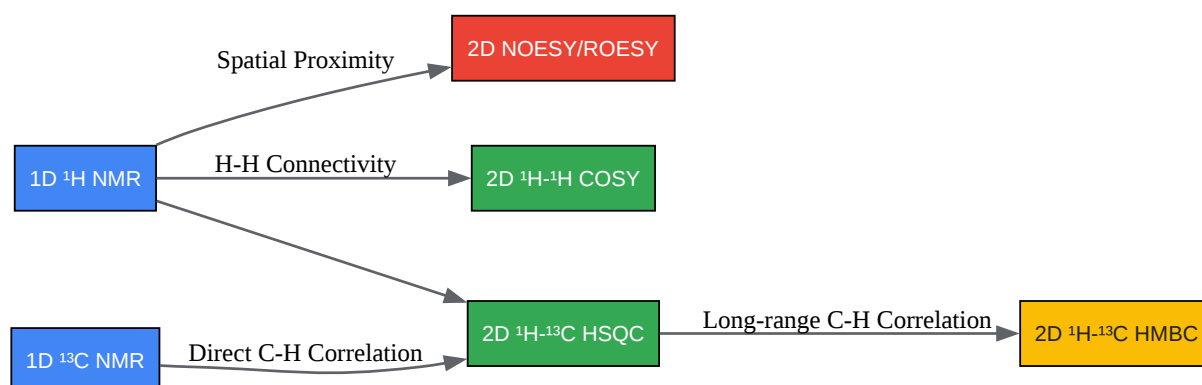 2D NOESY/ROESY
Spatial Proximity
1D ¹H NMR
H-H Connectivity
2D ¹H-¹H COSY
2D ¹H-¹³C HSQC
Long-range C-H Correlation
2D ¹H-¹³C HMBC
1D ¹³C NMR
Direct C-H Correlation